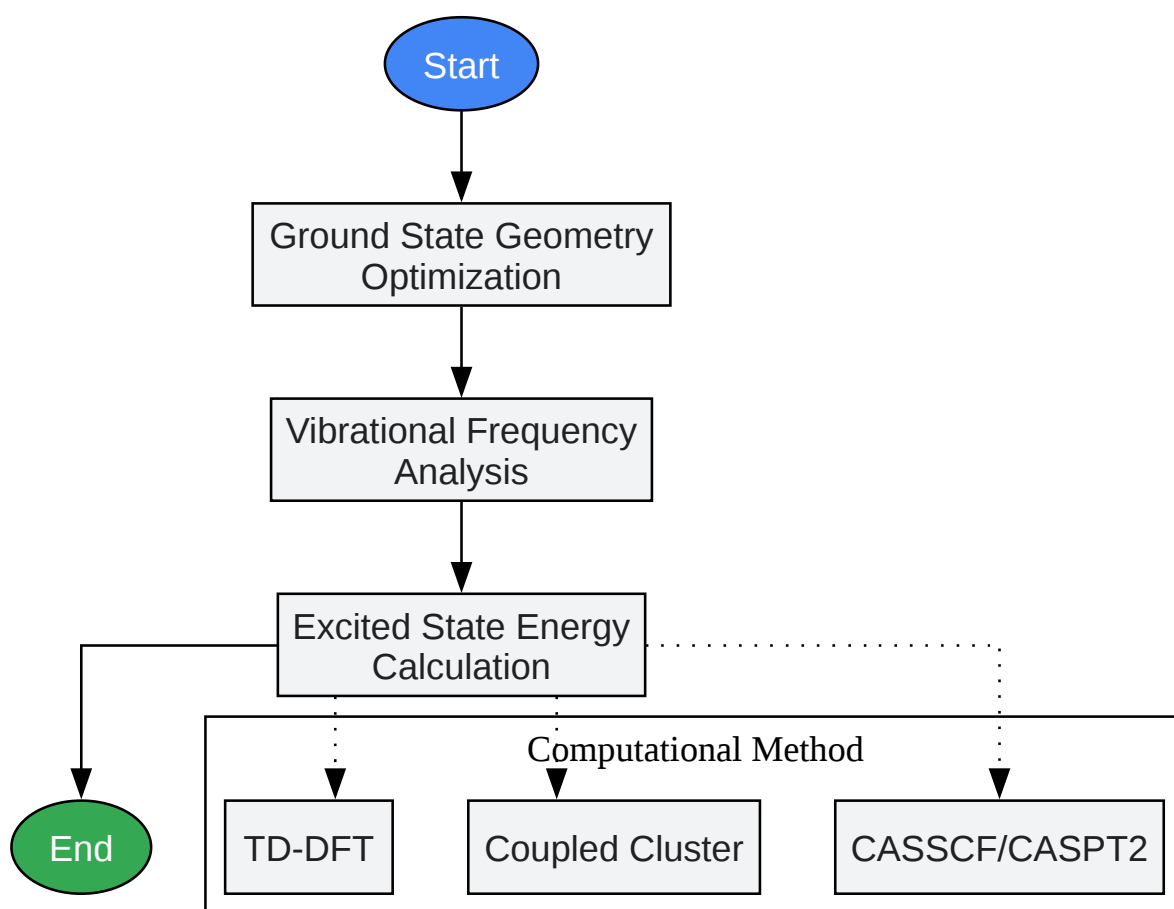 Start
Ground State Geometry
Optimization
Vibrational Frequency
Analysis
Excited State Energy
Calculation
Computational Method
End
TD-DFT
Coupled Cluster
CASSCF/CASPT2